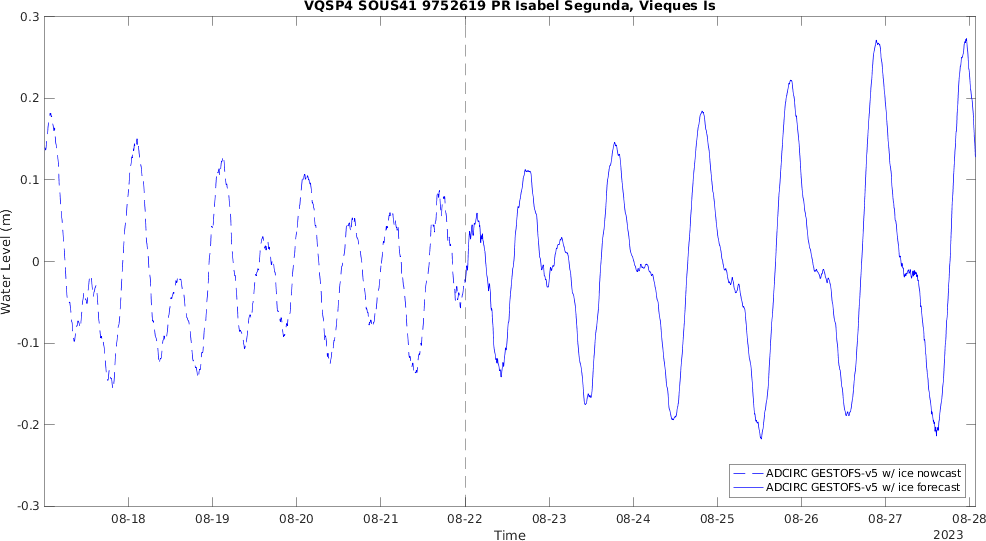 VQSP4 SOUS41 9752619 PR Isabel Segunda, Vieques Is
0.3
0.2
0.1
0
-0.1
-0.2
-0.3
Water Level (m)
ADCIRC GESTOFS-v5 w/ ice nowcast
ADCIRC GESTOFS-v5 w/ ice forecast
08-18 08-19 08-20 08-21 08-22 08-23 08-24 08-25 08-26 08-27 08-28
Time
2023